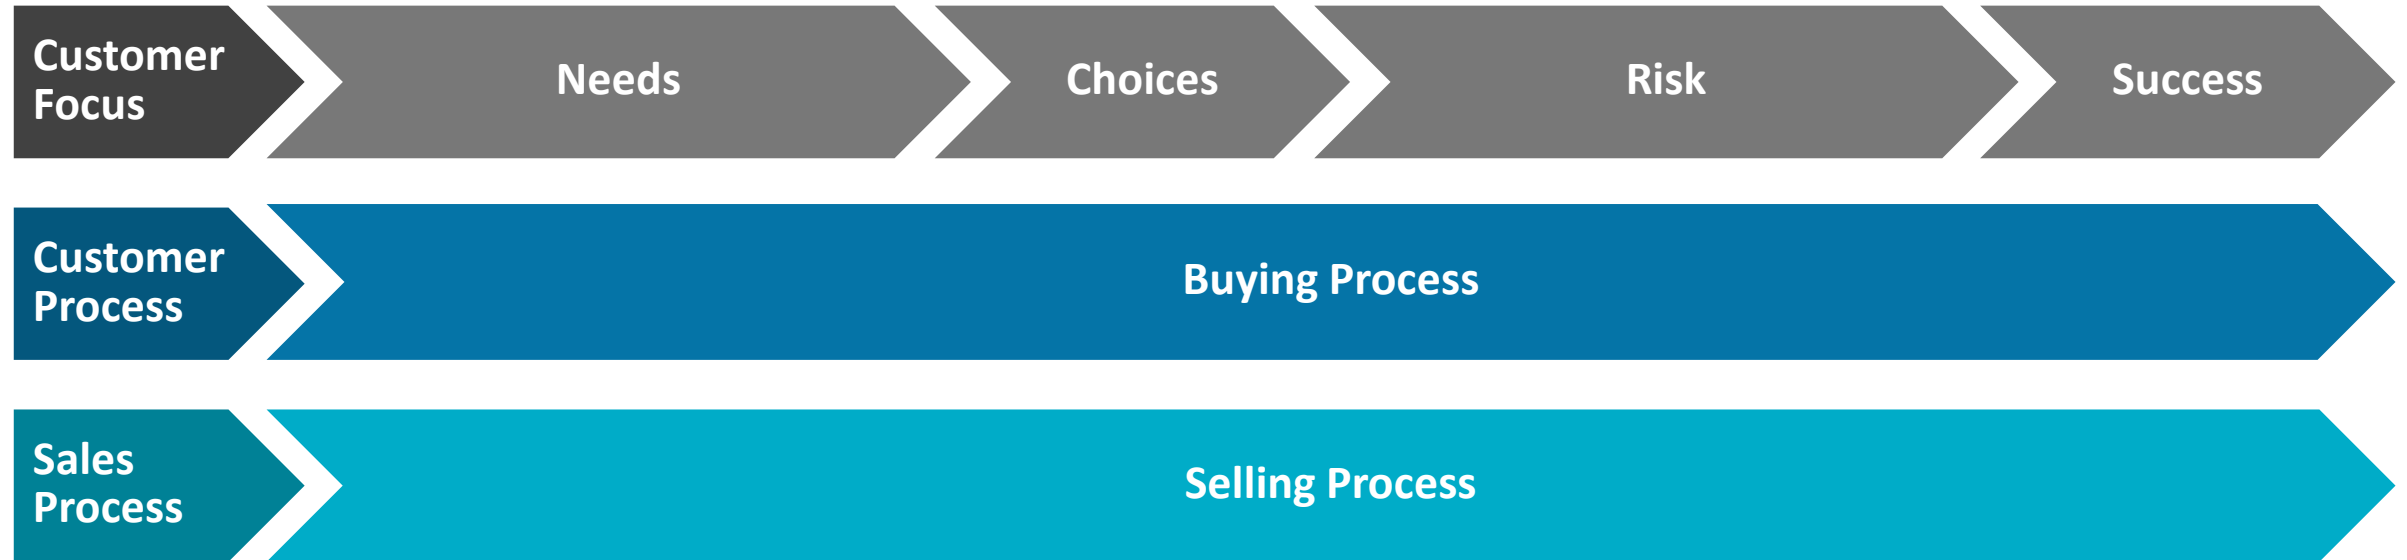 Customer
Focus
Needs
Choices
Risk
Success
Customer
Process
Buying Process
Sales
Process
Selling Process